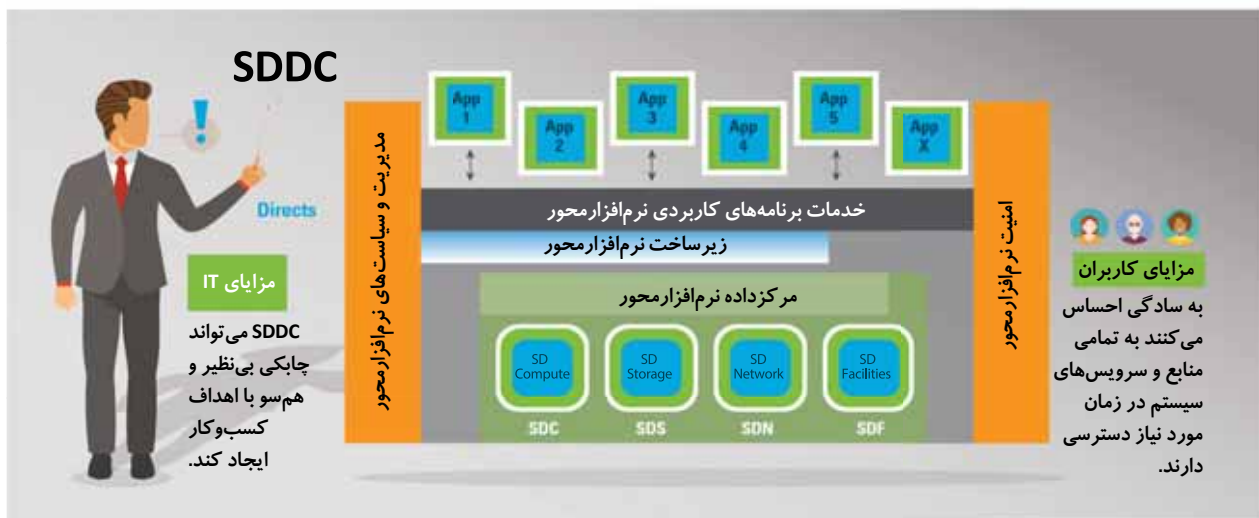 SDDC
App
1
App
2
App
3
App
4
App
5
App
X
Directs
مدیریت و سیاست‌های نرم‌افزارمحور
خدمات برنامه‌های کاربردی نرم‌افزارمحور
زیرساخت نرم‌افزارمحور
مرکزداده نرم‌افزارمحور
SD
Compute
SD
Storage
SD
Network
SD
Facilities
SDC
SDS
SDN
SDF
امنیت نرم‌افزارمحور
مزایای IT
SDDC می‌تواند
چابکی بی‌نظیر و
هم‌سو با اهداف
کسب‌وکار
ایجاد کند.
مزایای کاربران
به سادگی احساس
می‌کنند به تمامی
منابع و سرویس‌های
سیستم در زمان
مورد نیاز دسترسی
دارند.